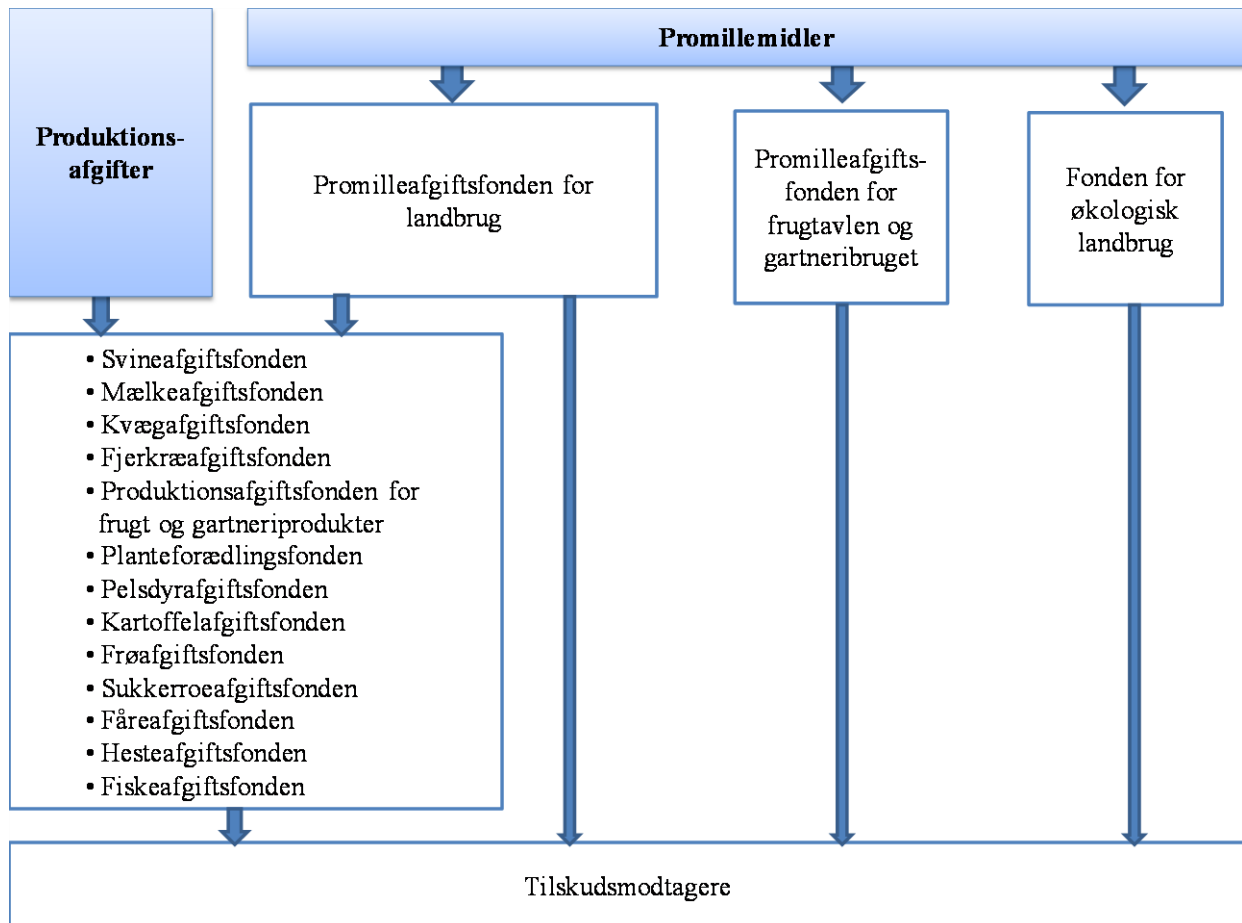 Promillemidler
Produktions-
afgifter
Promilleafgiftsfonden for
landbrug
Promilleafgifts-
fonden for
frugtavlen og
gartneribruget
Fonden for
økologisk
landbrug
• Svineafgiftsfonden
• Mælkeafgiftsfonden
• Kvægafgiftsfonden
• Fjerkræafgiftsfonden
• Produktionsafgiftsfonden for
frugt og gartneriprodukter
• Planteforædlingsfonden
• Pelsdyrafgiftsfonden
• Kartoffelafgiftsfonden
• Frøafgiftsfonden
• Sukkerroeafgiftsfonden
• Fåreafgiftsfonden
• Hesteafgiftsfonden
• Fiskeafgiftsfonden
Tilskudsmodtagere